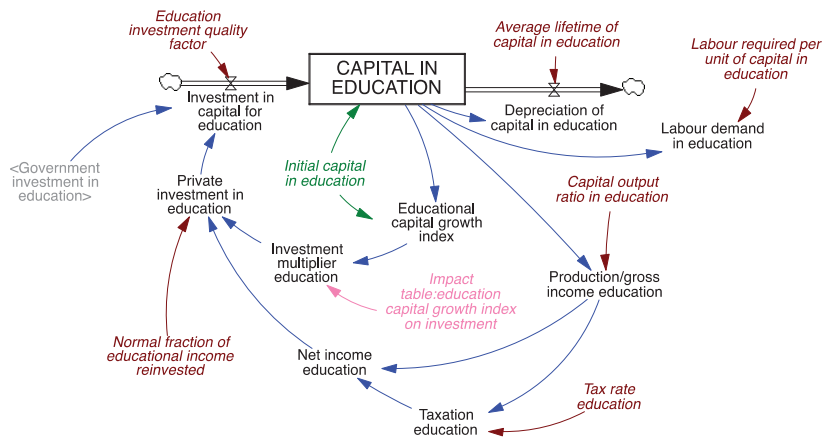 Education
investment quality
factor
Average lifetime of
capital in education
Labour required per
unit of capital in
education
CAPITAL IN
EDUCATION
Investment in
capital for
education
Depreciation of
capital in education
Labour demand
in education
<Government
investment in
education>
Initial capital
in education
Private
investment in
education
Capital output
ratio in education
Educational
capital growth
index
Investment
multiplier
education
Impact
table:education
capital growth index
on investment
Production/gross
income education
Normal fraction of
educational income
reinvested
Net income
education
Tax rate
education
Taxation
education